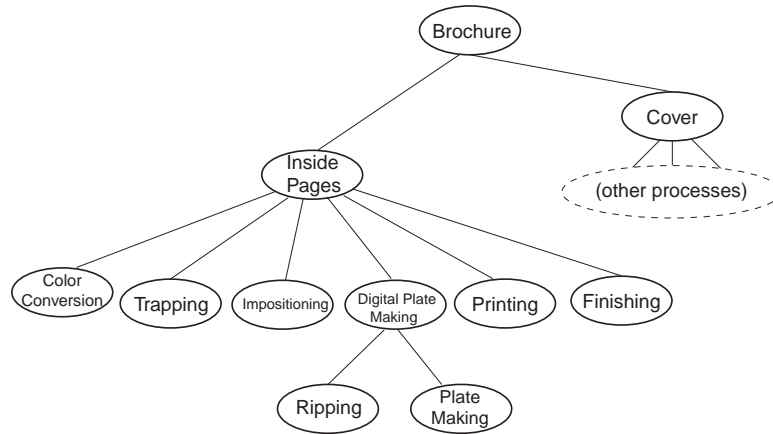 Brochure
Cover
(other processes)
Inside
Pages
Color
Conversion
Trapping
Impositioning
Digital Plate
Making
Printing
Finishing
Ripping
Plate
Making